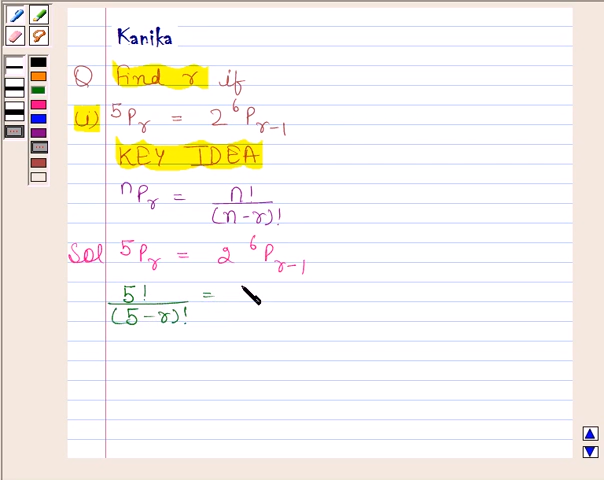 Kanika
Q Find r if
(i) ⁵Pᵣ = 2 ⁶Pᵣ₋₁
KEY IDEA
ⁿPᵣ = n! / (n-r)!
Sol ⁵Pᵣ = 2 ⁶Pᵣ₋₁
5! / (5-r)! =